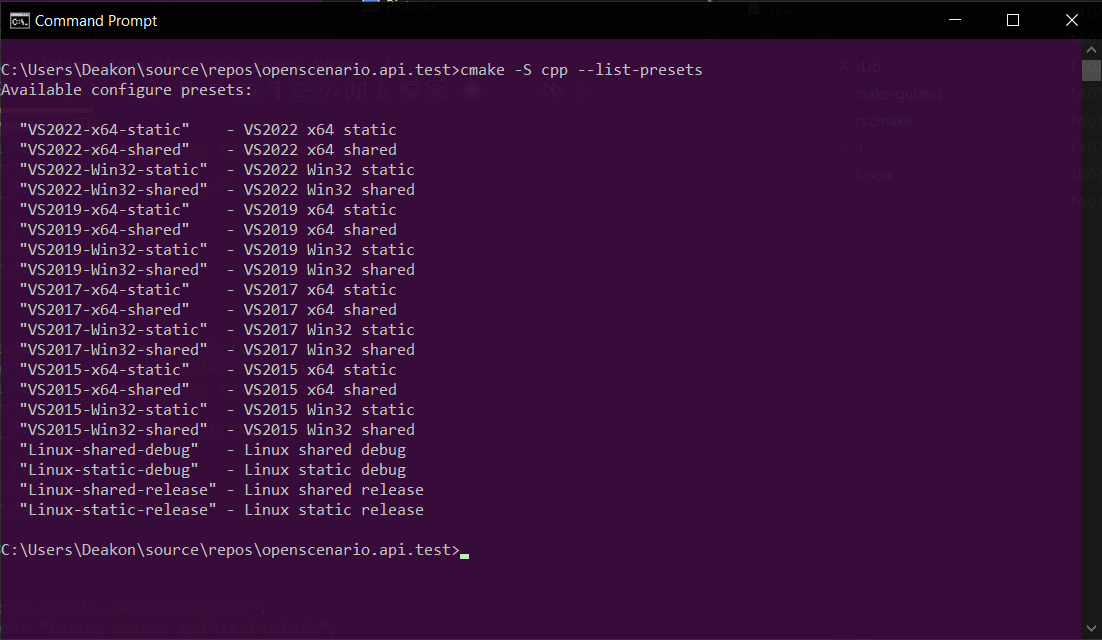 Command Prompt
C:\Users\Deakon\source\repos\openscenario.api.test>cmake -S cpp --list-presets
Available configure presets:
"VS2022-x64-static" - VS2022 x64 static
"VS2022-x64-shared" - VS2022 x64 shared
"VS2022-Win32-static" - VS2022 Win32 static
"VS2022-Win32-shared" - VS2022 Win32 shared
"VS2019-x64-static" - VS2019 x64 static
"VS2019-x64-shared" - VS2019 x64 shared
"VS2019-Win32-static" - VS2019 Win32 static
"VS2019-Win32-shared" - VS2019 Win32 shared
"VS2017-x64-static" - VS2017 x64 static
"VS2017-x64-shared" - VS2017 x64 shared
"VS2017-Win32-static" - VS2017 Win32 static
"VS2017-Win32-shared" - VS2017 Win32 shared
"VS2015-x64-static" - VS2015 x64 static
"VS2015-x64-shared" - VS2015 x64 shared
"VS2015-Win32-static" - VS2015 Win32 static
"VS2015-Win32-shared" - VS2015 Win32 shared
"Linux-shared-debug" - Linux shared debug
"Linux-static-debug" - Linux static debug
"Linux-shared-release" - Linux shared release
"Linux-static-release" - Linux static release
C:\Users\Deakon\source\repos\openscenario.api.test>